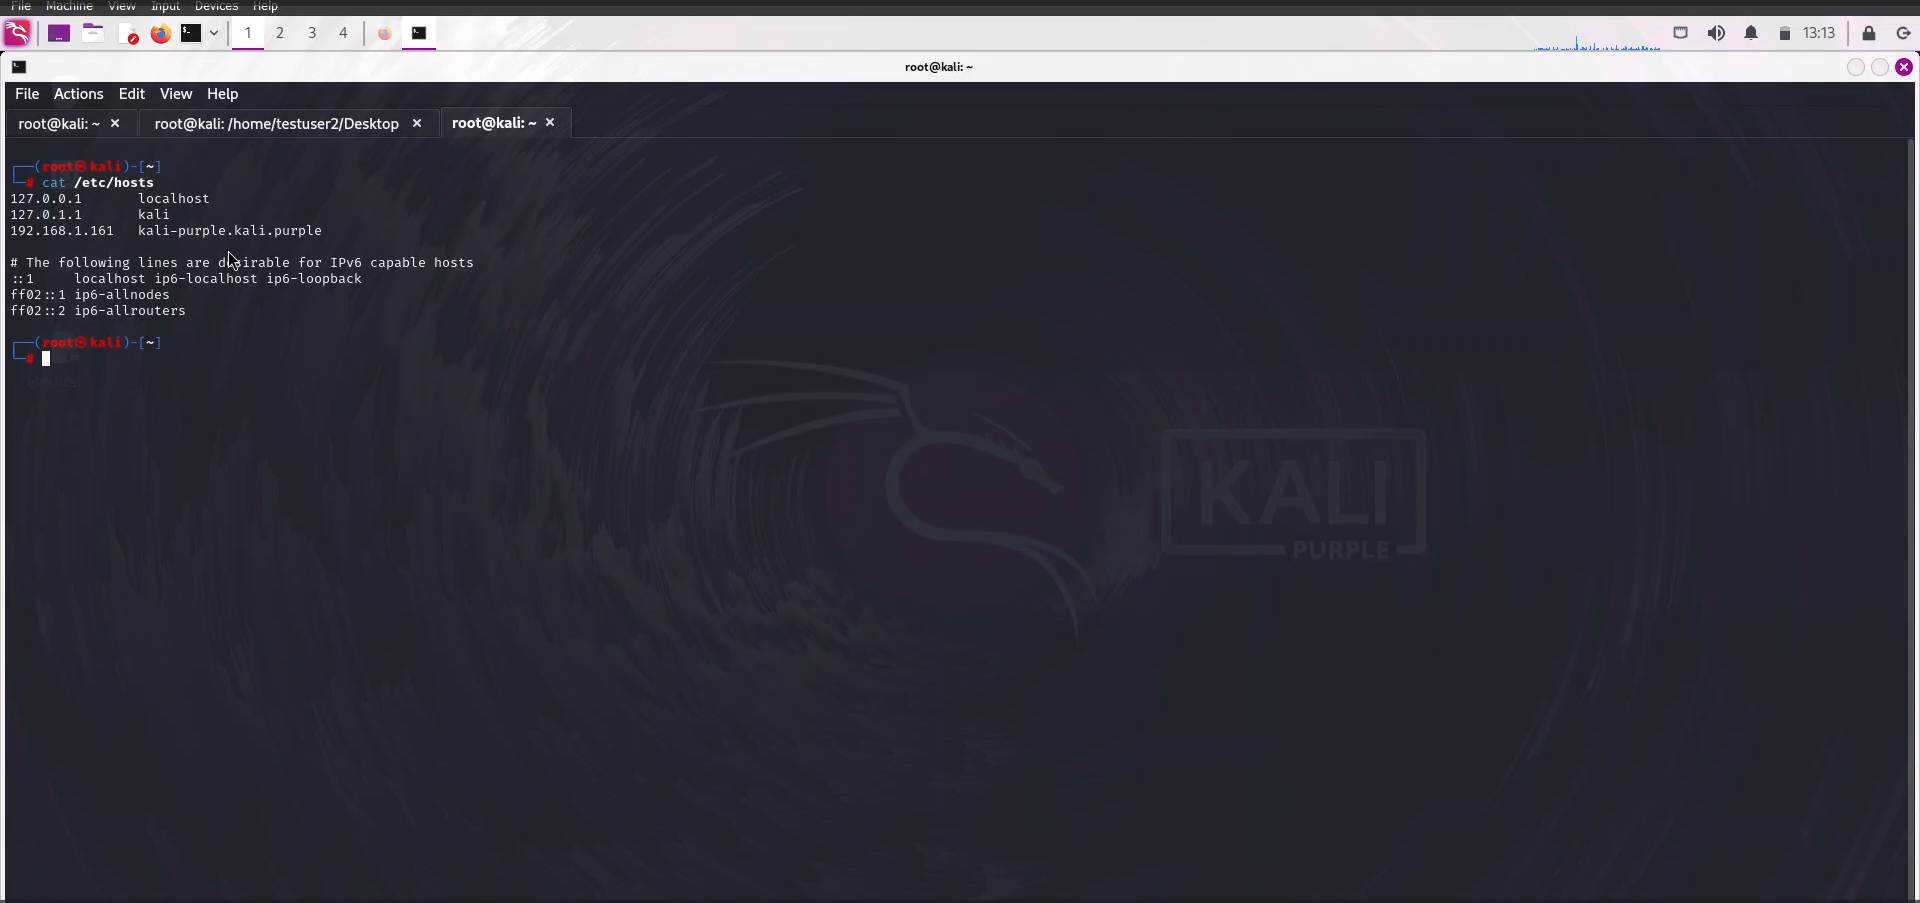 File Machine View Input Devices Help
1 2 3 4 13:13
root@kali: ~
File Actions Edit View Help
root@kali: ~ × root@kali: /home/testuser2/Desktop × root@kali: ~ ×
┌──(root㉿kali)-[~]
└─# cat /etc/hosts
127.0.0.1 localhost
127.0.1.1 kali
192.168.1.161 kali-purple.kali.purple
# The following lines are desirable for IPv6 capable hosts
::1 localhost ip6-localhost ip6-loopback
ff02::1 ip6-allnodes
ff02::2 ip6-allrouters
┌──(root㉿kali)-[~]
└─#
KALI
PURPLE